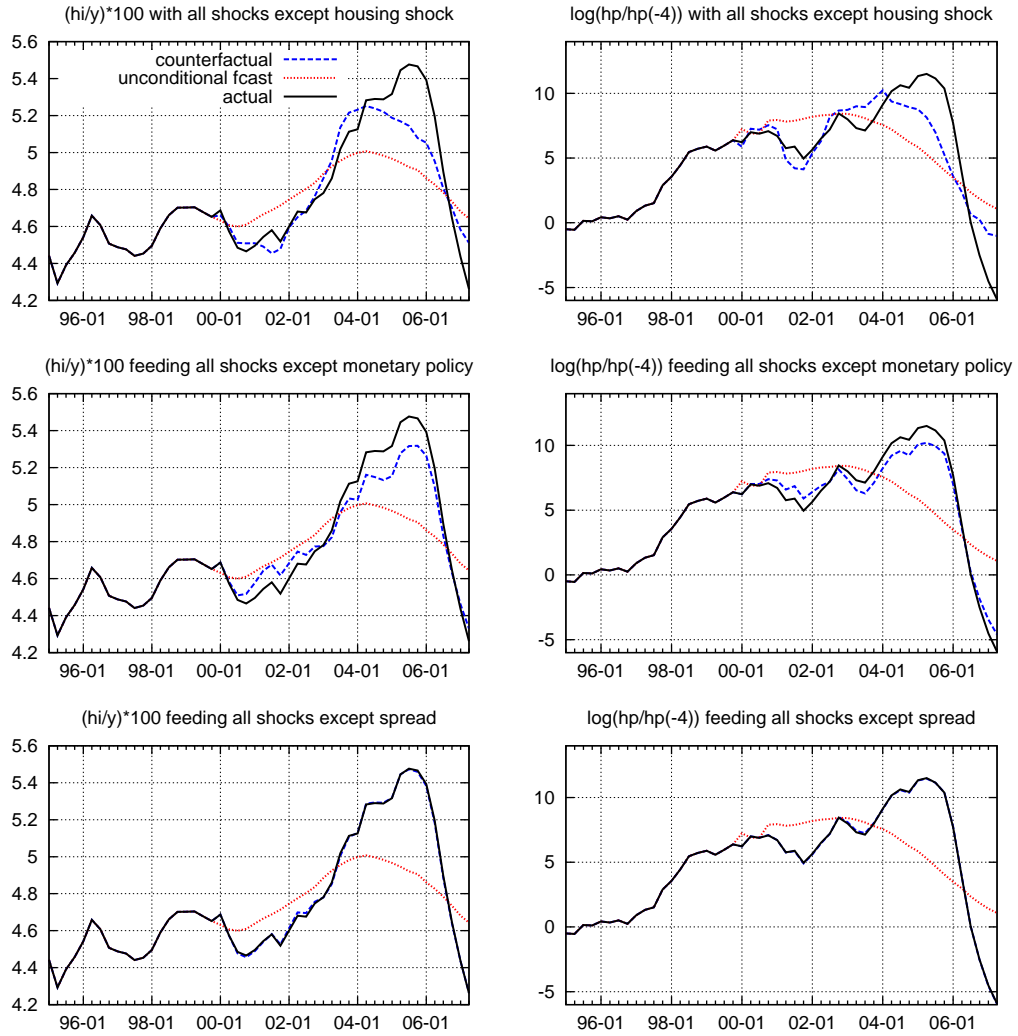 (hi/y)*100 with all shocks except housing shock
5.6
5.4
5.2
5
4.8
4.6
4.4
4.2
counterfactual
unconditional fcast
actual
96-01 98-01 00-01 02-01 04-01 06-01
log(hp/hp(-4)) with all shocks except housing shock
10
5
0
-5
96-01 98-01 00-01 02-01 04-01 06-01
(hi/y)*100 feeding all shocks except monetary policy
5.6
5.4
5.2
5
4.8
4.6
4.4
4.2
96-01 98-01 00-01 02-01 04-01 06-01
log(hp/hp(-4)) feeding all shocks except monetary policy
10
5
0
-5
96-01 98-01 00-01 02-01 04-01 06-01
(hi/y)*100 feeding all shocks except spread
5.6
5.4
5.2
5
4.8
4.6
4.4
4.2
96-01 98-01 00-01 02-01 04-01 06-01
log(hp/hp(-4)) feeding all shocks except spread
10
5
0
-5
96-01 98-01 00-01 02-01 04-01 06-01